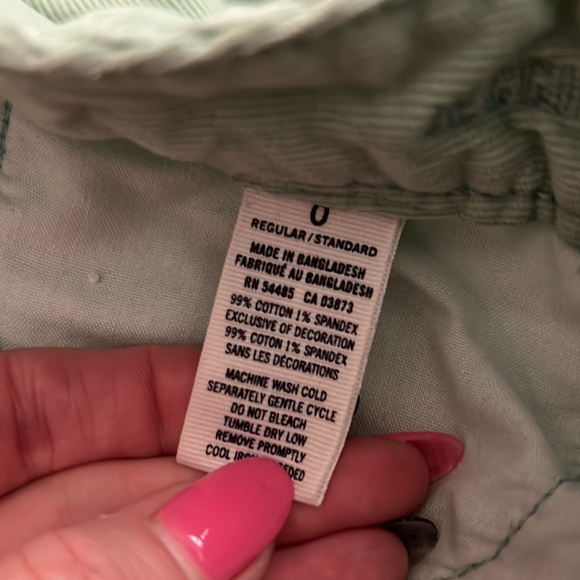 0
REGULAR/STANDARD
MADE IN BANGLADESH
FABRIQUÉ AU BANGLADESH
RN 54485 CA 03873
99% COTTON 1% SPANDEX
EXCLUSIVE OF DECORATION
99% COTON 1% SPANDEX
SANS LES DÉCORATIONS
MACHINE WASH COLD
SEPARATELY GENTLE CYCLE
DO NOT BLEACH
TUMBLE DRY LOW
REMOVE PROMPTLY
COOL